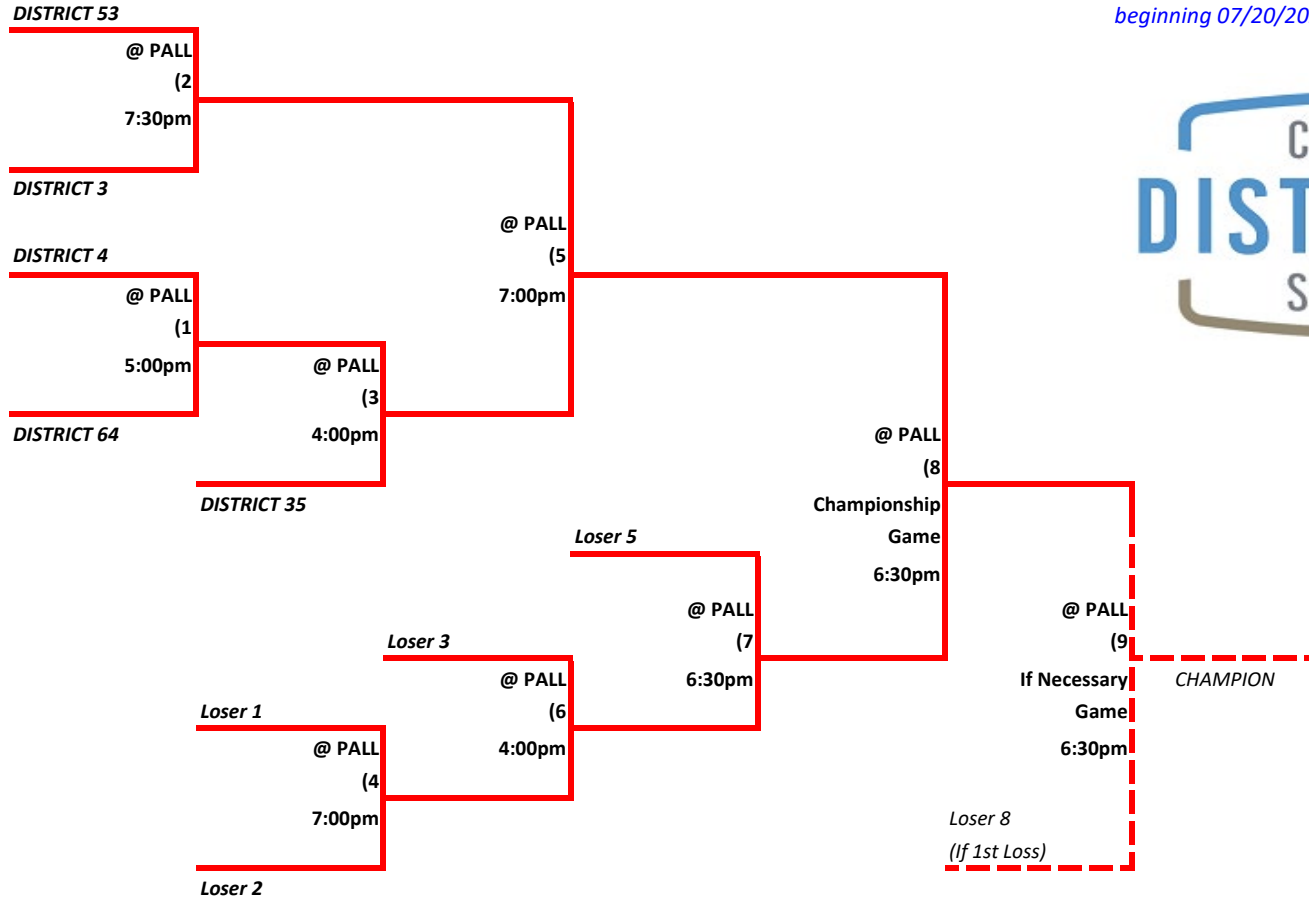 DISTRICT 53
beginning 07/20/20
@ PALL
(2
7:30pm
DISTRICT 3
C
DIST
S
DISTRICT 4
@ PALL
(1
5:00pm
DISTRICT 64
@ PALL
(3
4:00pm
DISTRICT 35
@ PALL
(5
7:00pm
@ PALL
(8
Championship
Game
6:30pm
Loser 5
@ PALL
(7
6:30pm
Loser 3
@ PALL
(6
4:00pm
Loser 1
@ PALL
(4
7:00pm
Loser 2
@ PALL
(9
If Necessary
Game
6:30pm
CHAMPION
Loser 8
(If 1st Loss)